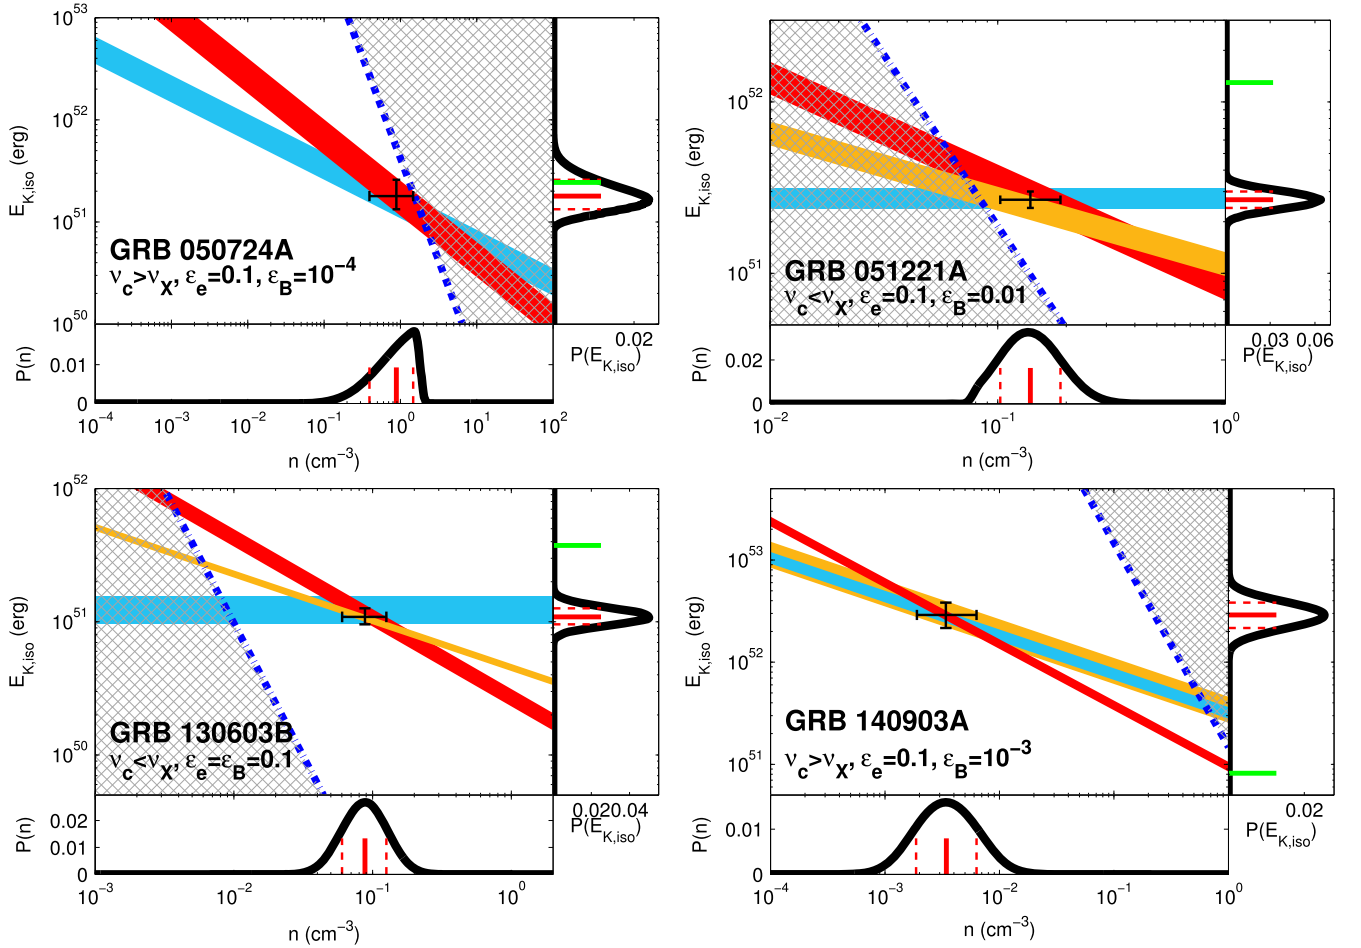 10^53
10^52
10^51
10^50
E_K,iso (erg)
GRB 050724A
ν_c>ν_X, ε_e=0.1, ε_B=10^−4
0.02
P(E_K,iso)
P(n)
0.01
0
10^−4 10^−3 10^−2 10^−1 10^0 10^1 10^2
n (cm^−3)
10^52
10^51
E_K,iso (erg)
GRB 051221A
ν_c<ν_X, ε_e=0.1, ε_B=0.01
0.03 0.06
P(E_K,iso)
P(n)
0.02
0
10^−2 10^−1 10^0
n (cm^−3)
10^52
10^51
10^50
E_K,iso (erg)
GRB 130603B
ν_c<ν_X, ε_e=ε_B=0.1
0.02 0.04
P(E_K,iso)
P(n)
0.02
0.01
0
10^−3 10^−2 10^−1 10^0
n (cm^−3)
10^53
10^52
10^51
E_K,iso (erg)
GRB 140903A
ν_c>ν_X, ε_e=0.1, ε_B=10^−3
0.02
P(E_K,iso)
P(n)
0.01
0
10^−4 10^−3 10^−2 10^−1 10^0
n (cm^−3)